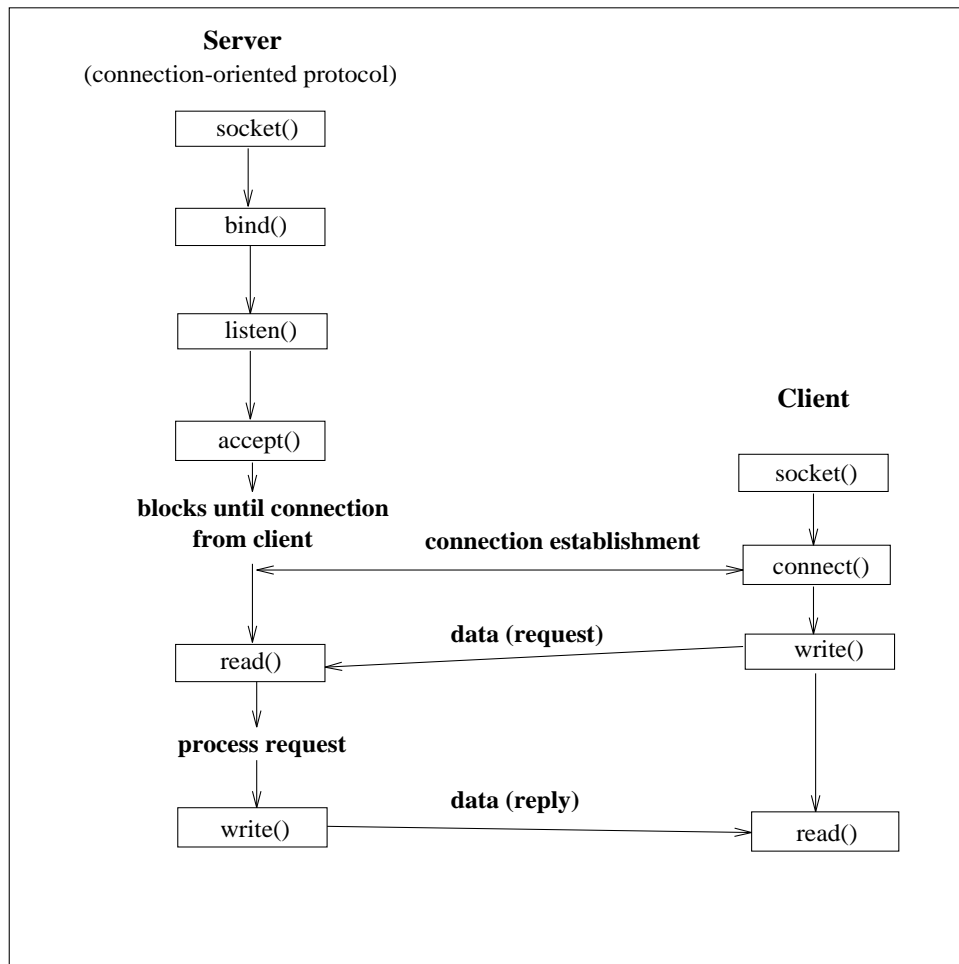 Server
(connection-oriented protocol)
socket()
bind()
listen()
accept()
blocks until connection
from client
Client
socket()
connection establishment
connect()
data (request)
write()
read()
process request
data (reply)
write()
read()